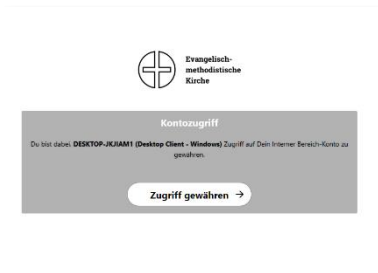 Evangelisch-
methodistische
Kirche
Kontozugriff
Du bist dabei, DESKTOP-JKJIAM1 (Desktop Client - Windows) Zugriff auf Dein Interner Bereich-Konto zu
gewähren.
Zugriff gewähren →